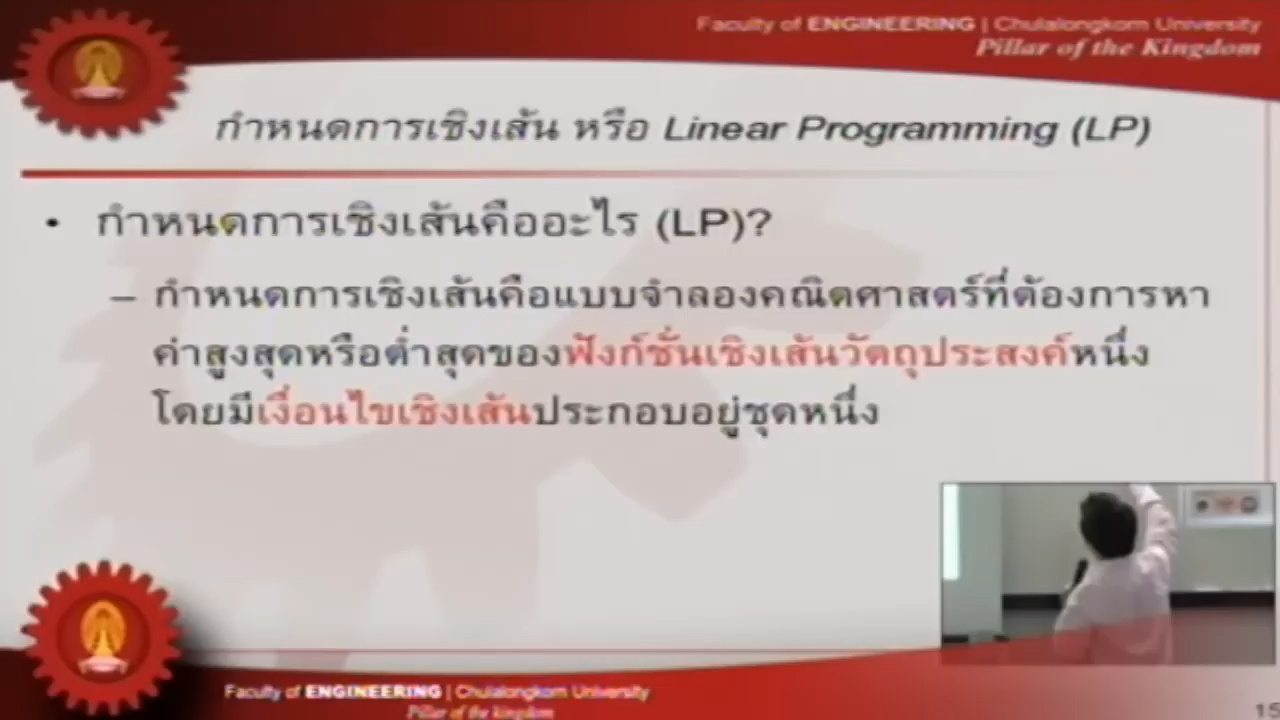 Faculty of ENGINEERING | Chulalongkorn University
Pillar of the Kingdom
กำหนดการเชิงเส้น หรือ Linear Programming (LP)
• กำหนดการเชิงเส้นคืออะไร (LP)?
– กำหนดการเชิงเส้นคือแบบจำลองคณิตศาสตร์ที่ต้องการหา
ค่าสูงสุดหรือต่ำสุดของฟังก์ชั่นเชิงเส้นวัตถุประสงค์หนึ่ง
โดยมีเงื่อนไขเชิงเส้นประกอบอยู่ชุดหนึ่ง
Faculty of ENGINEERING | Chulalongkorn University
Pillar of the kingdom
15